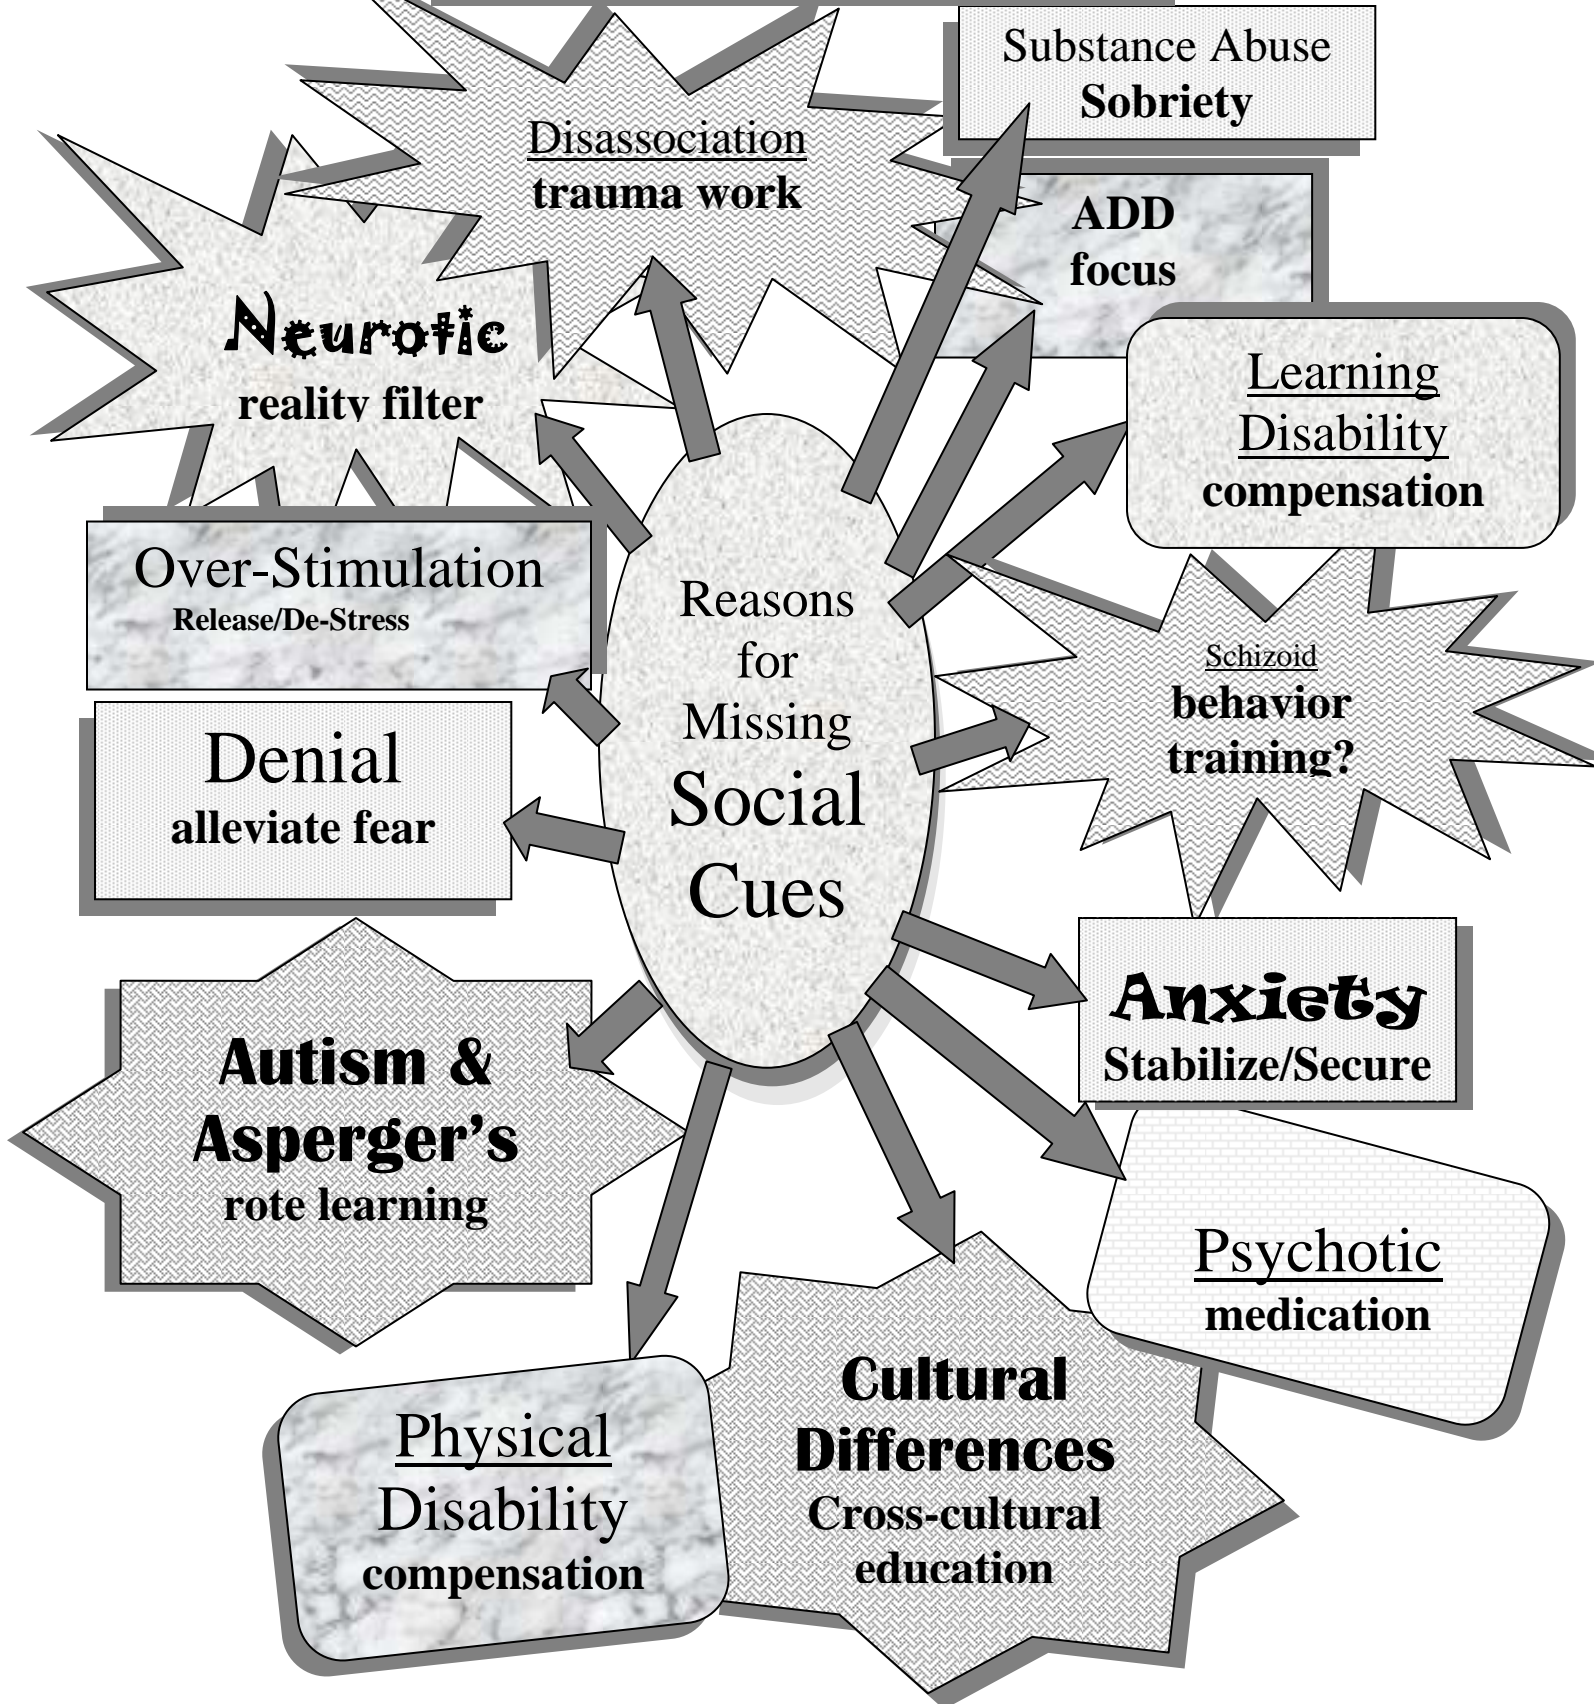 Substance Abuse
Sobriety
Disassociation
trauma work
ADD
focus
Neurotic
reality filter
Learning
Disability
compensation
Over-Stimulation
Release/De-Stress
Reasons
for
Missing
Social
Cues
Schizoid
behavior
training?
Denial
alleviate fear
Anxiety
Stabilize/Secure
Autism &
Asperger's
rote learning
Psychotic
medication
Cultural
Differences
Cross-cultural
education
Physical
Disability
compensation